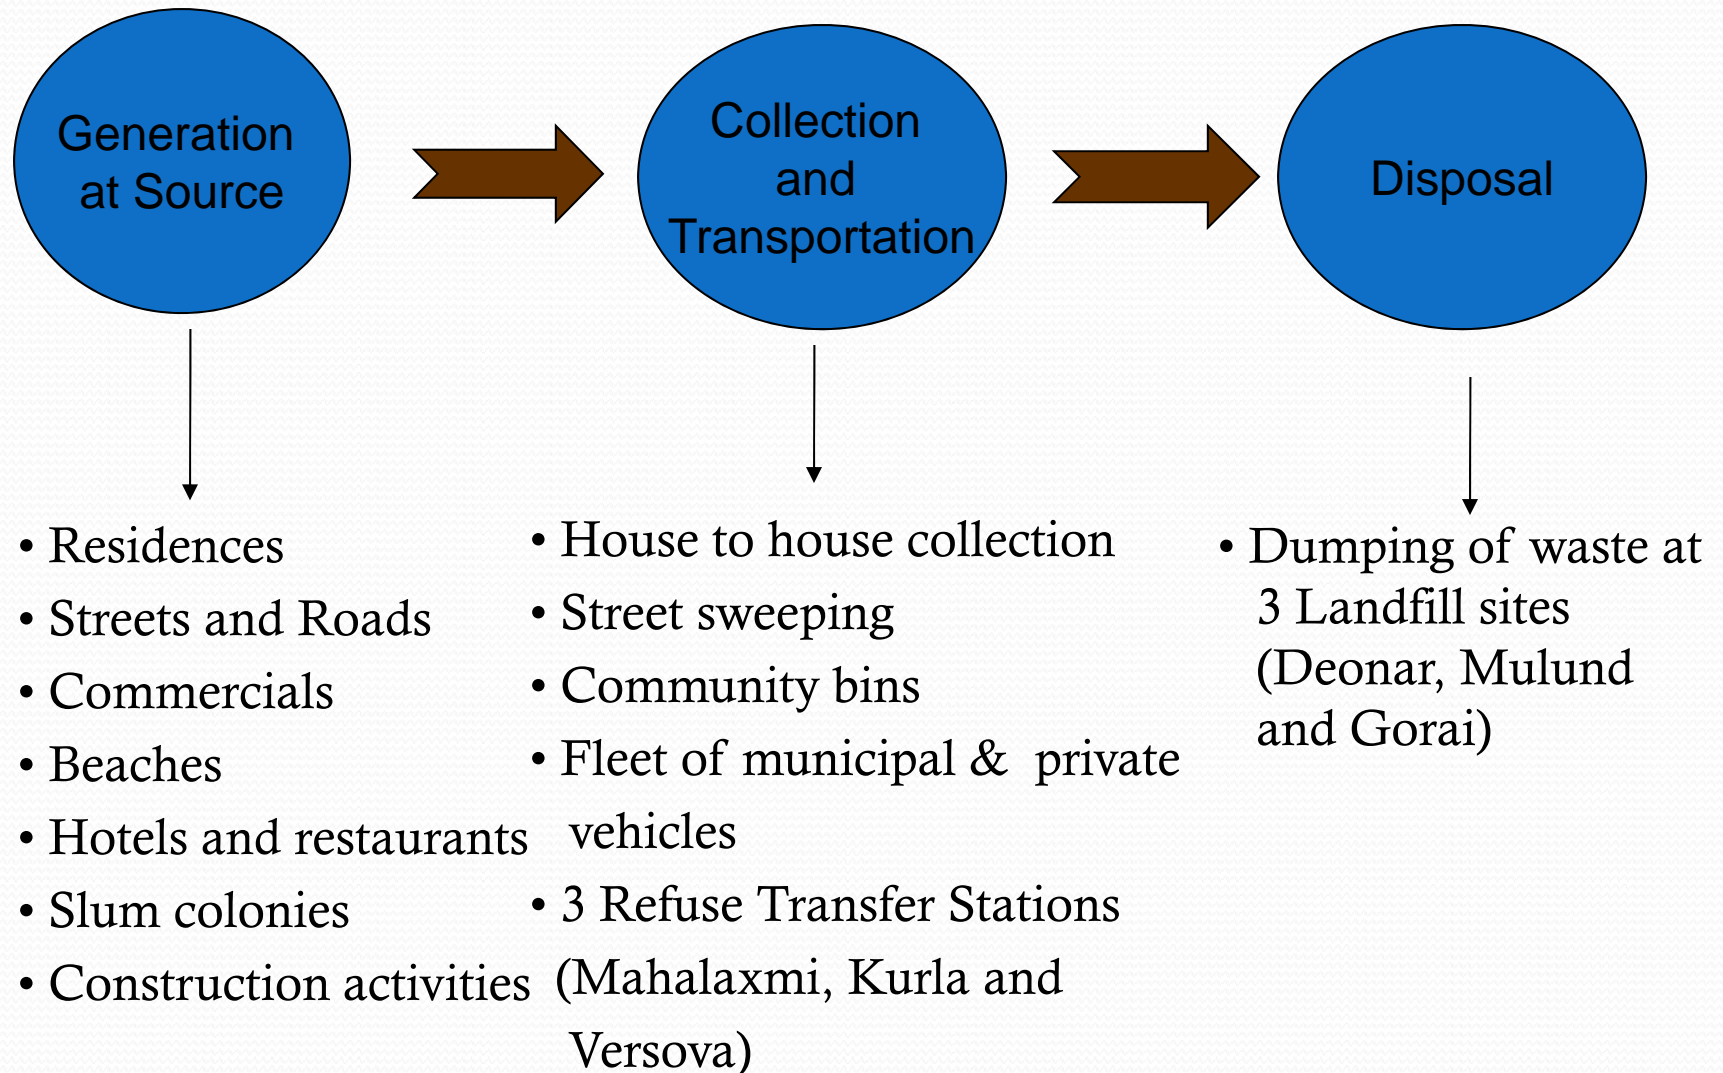 Generation
at Source
Collection
and
Transportation
Disposal
• Residences
• Streets and Roads
• Commercials
• Beaches
• Hotels and restaurants
• Slum colonies
• Construction activities
• House to house collection
• Street sweeping
• Community bins
• Fleet of municipal & private
vehicles
• 3 Refuse Transfer Stations
(Mahalaxmi, Kurla and
Versova)
• Dumping of waste at
3 Landfill sites
(Deonar, Mulund
and Gorai)